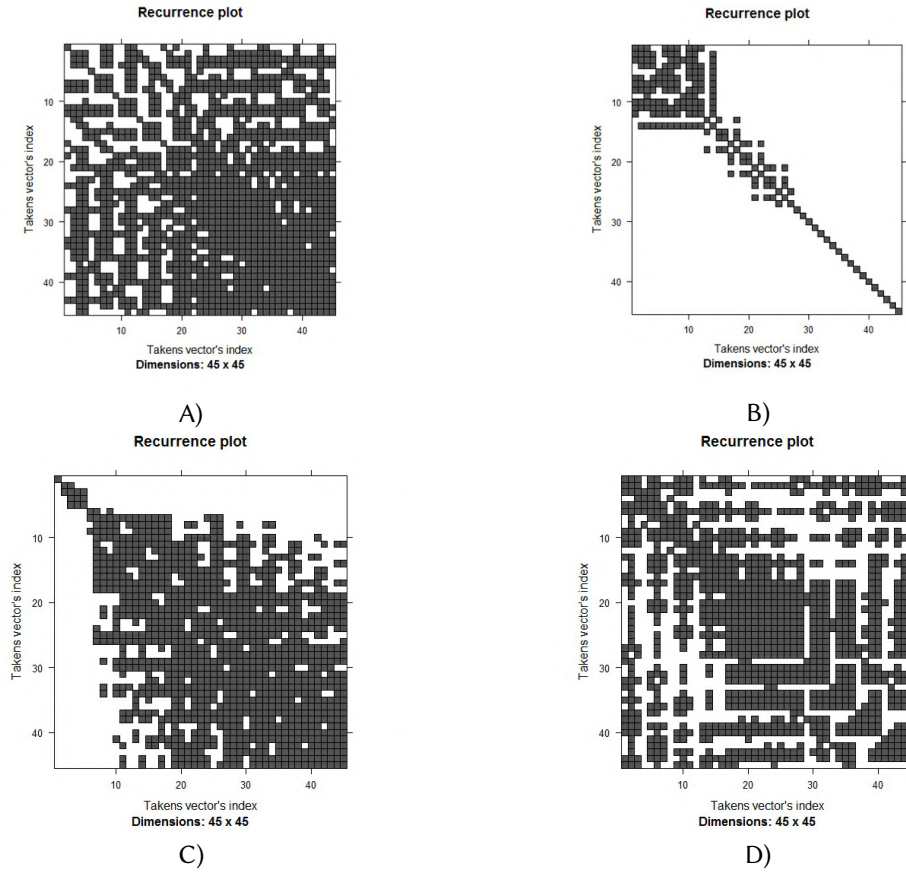 Recurrence plot
Takens vector's index
10
20
30
40
10
20
30
40
Takens vector's index
Dimensions: 45 x 45
A)
Recurrence plot
Takens vector's index
10
20
30
40
10
20
30
40
Takens vector's index
Dimensions: 45 x 45
B)
Recurrence plot
Takens vector's index
10
20
30
40
10
20
30
40
Takens vector's index
Dimensions: 45 x 45
C)
Recurrence plot
Takens vector's index
10
20
30
40
10
20
30
40
Takens vector's index
Dimensions: 45 x 45
D)